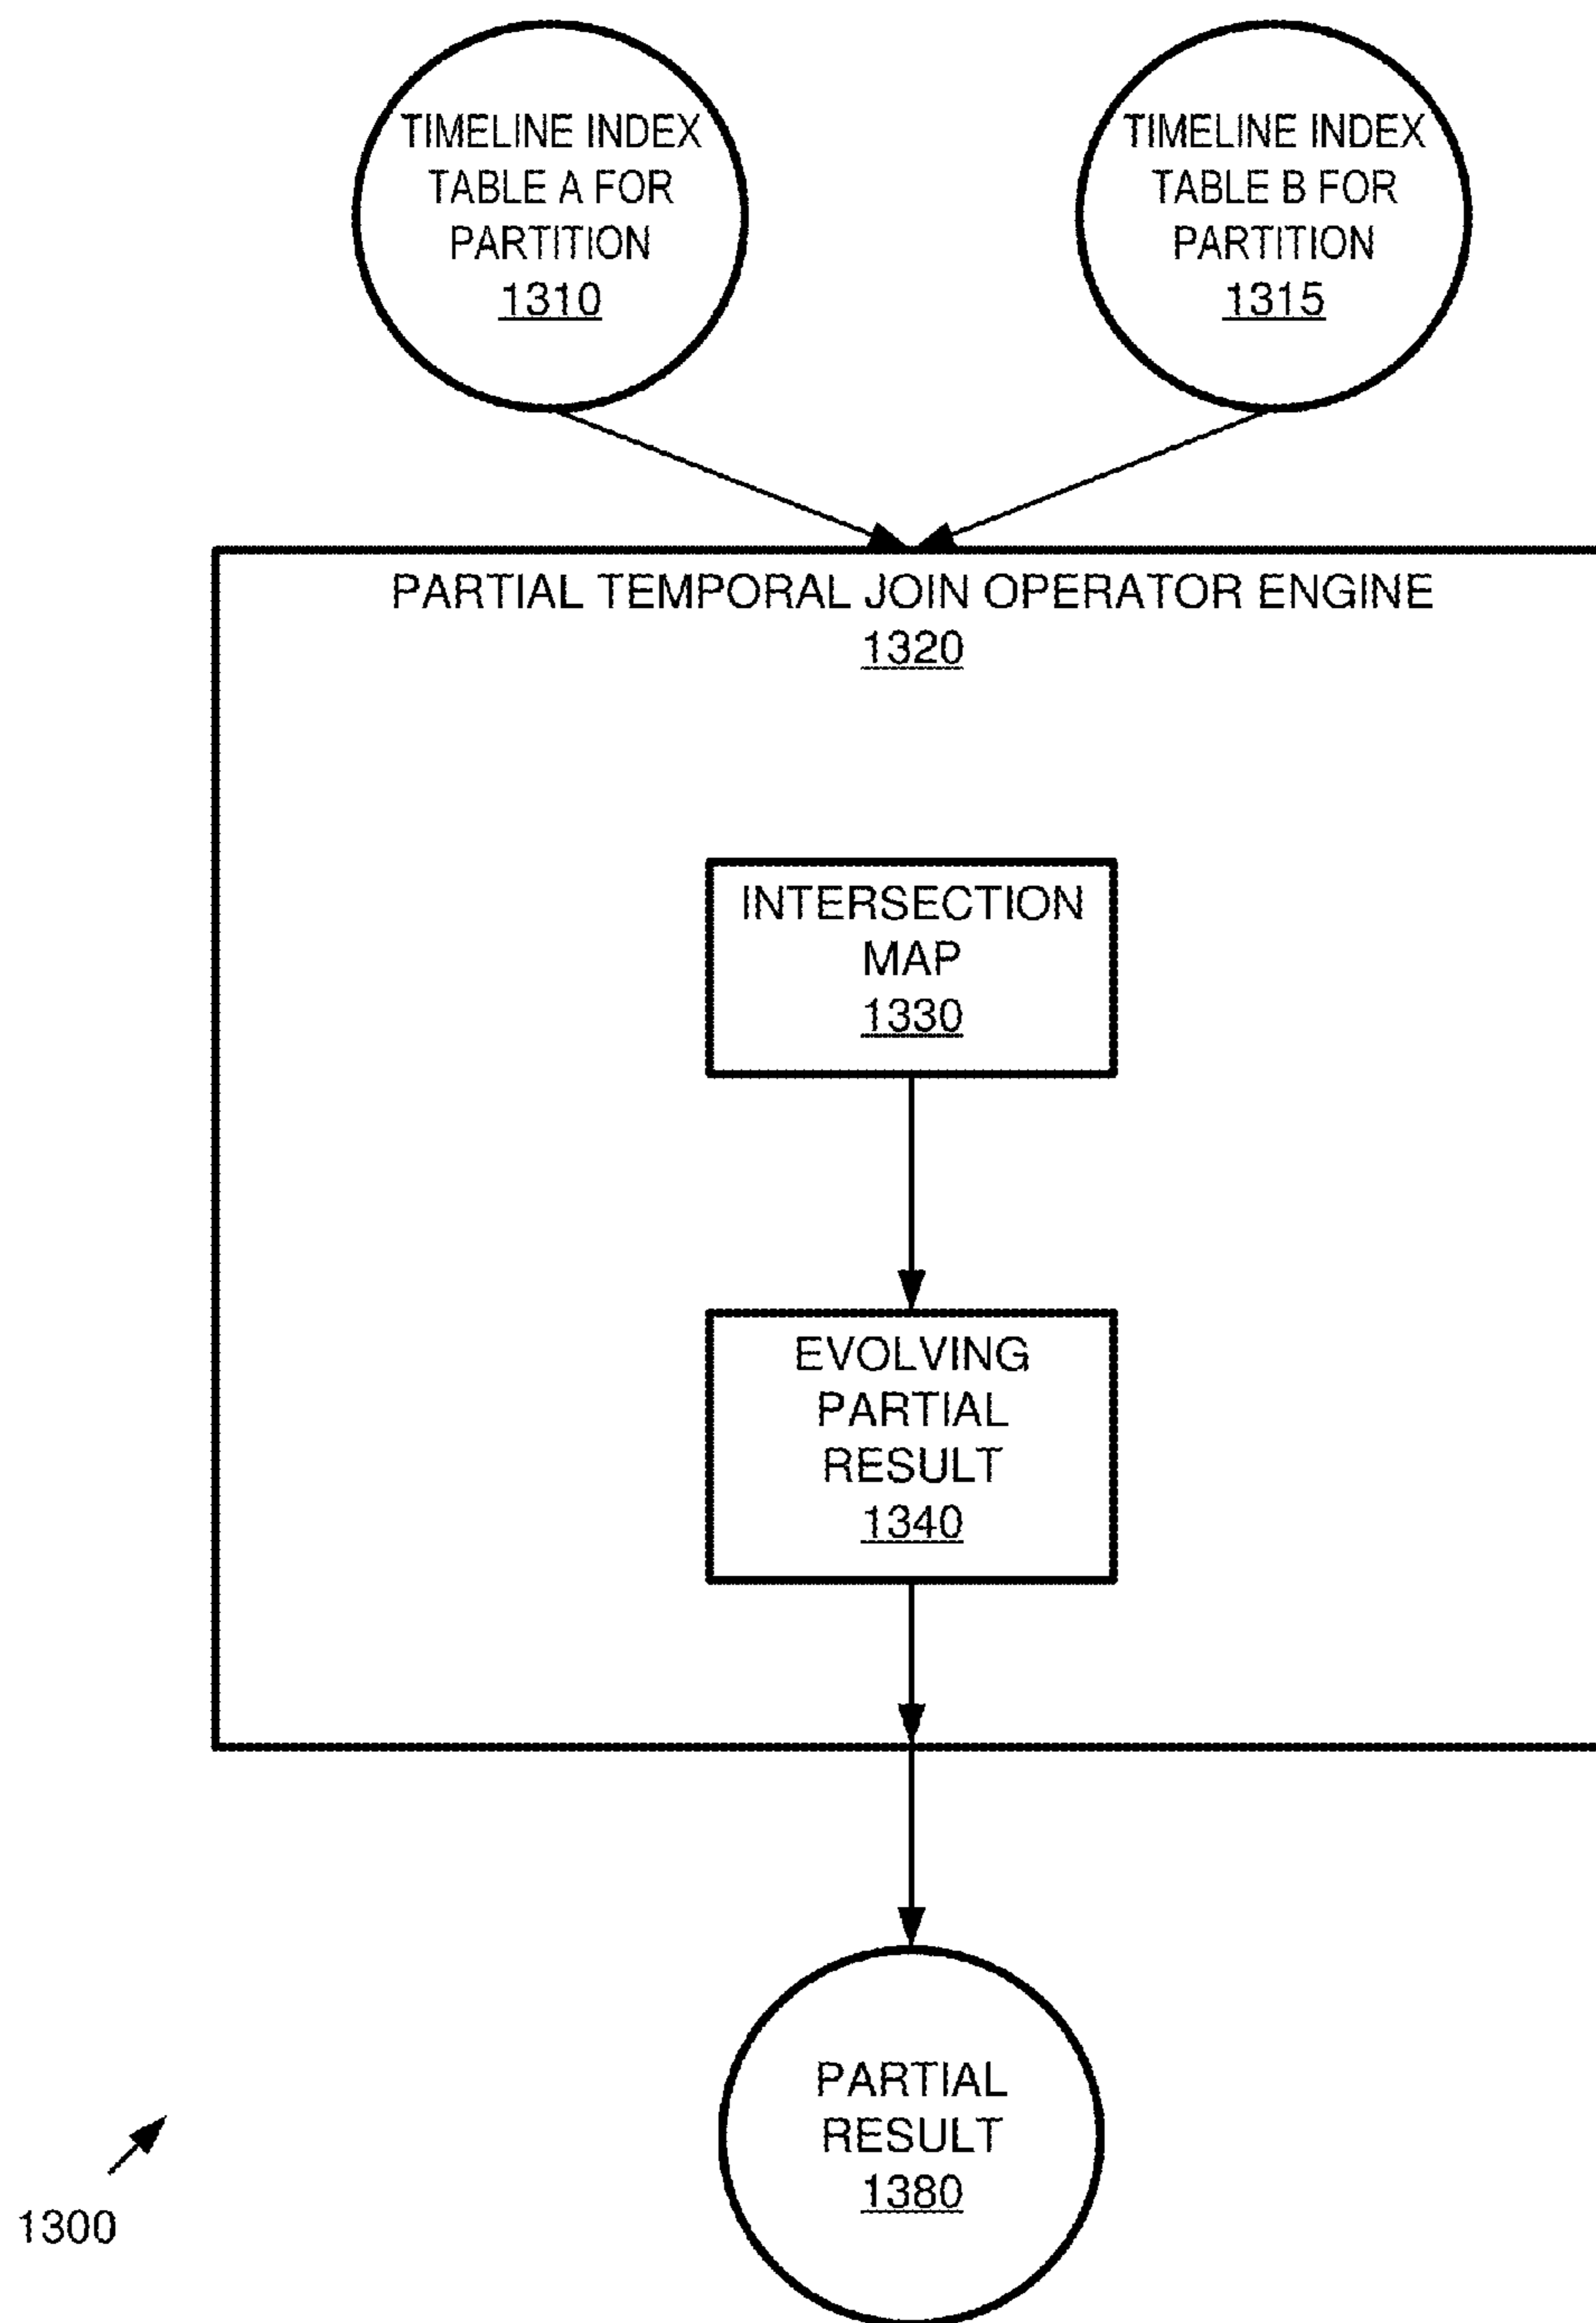 TIMELINE INDEX
TABLE A FOR
PARTITION
1310
TIMELINE INDEX
TABLE B FOR
PARTITION
1315
PARTIAL TEMPORAL JOIN OPERATOR ENGINE
1320
INTERSECTION
MAP
1330
EVOLVING
PARTIAL
RESULT
1340
PARTIAL
RESULT
1380
1300